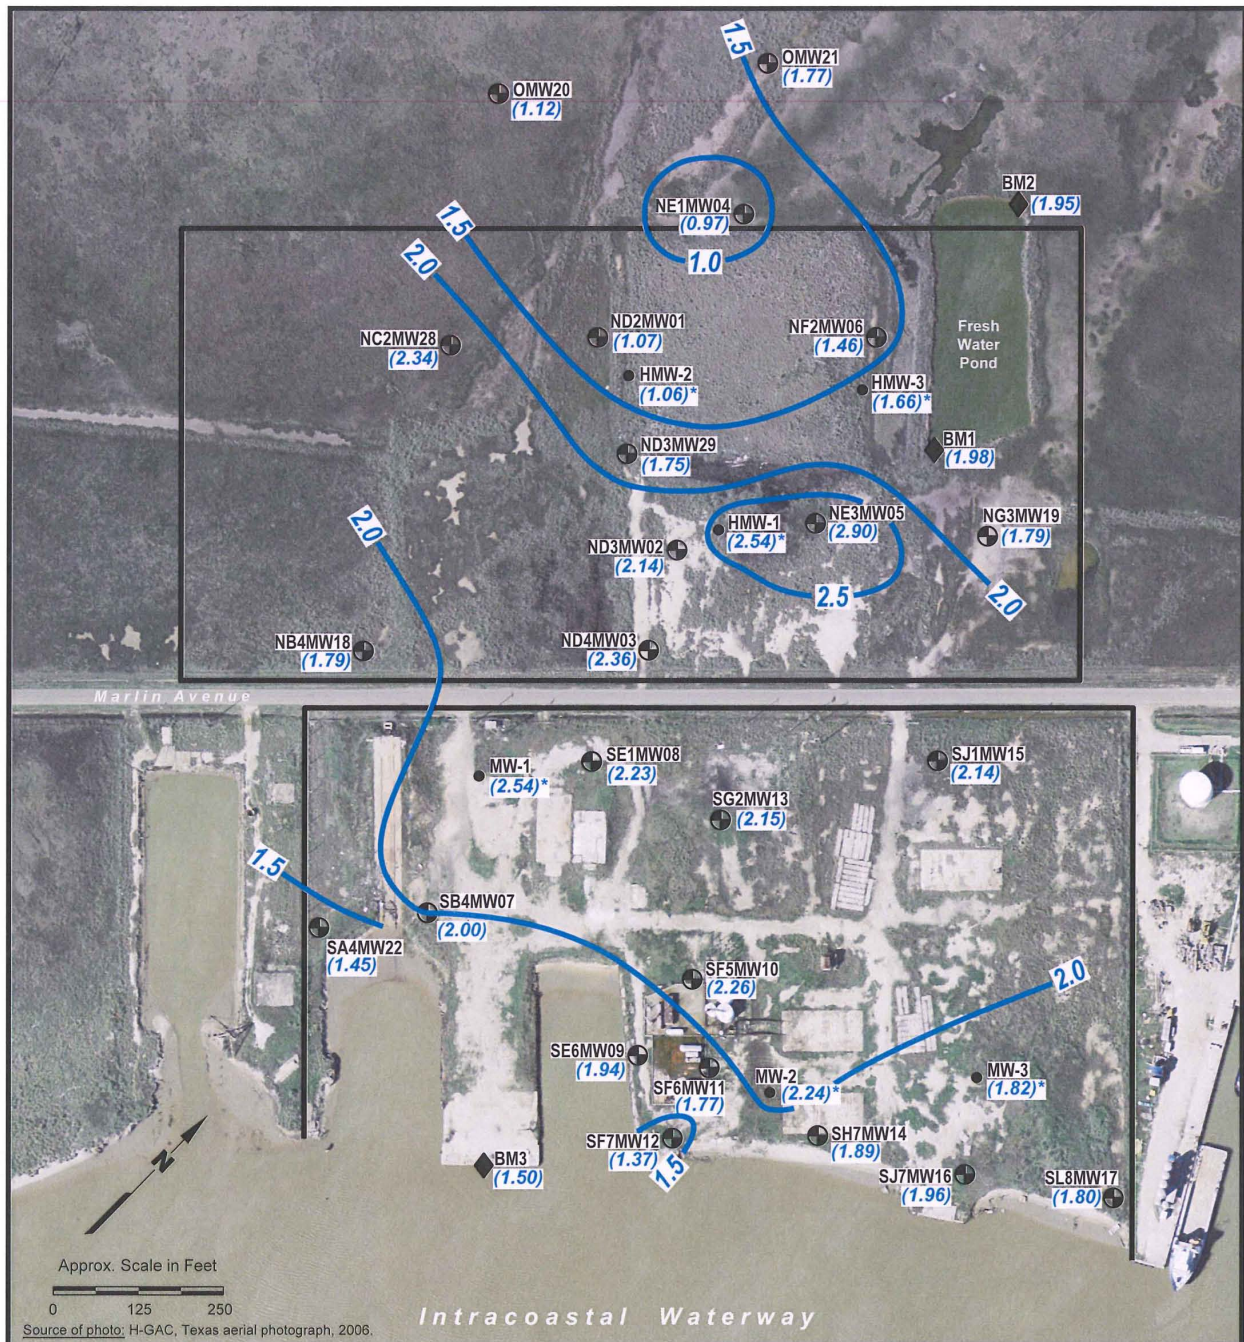 1.5
OMW21
(1.77)
OMW20
(1.12)
BM2
(1.95)
NE1MW04
(0.97)
1.5
2.0
1.0
ND2MW01
(1.07)
NF2MW06
(1.46)
Fresh
Water
Pond
NC2MW28
(2.34)
HMW-2
(1.06)*
HMW-3
(1.66)*
BM1
(1.98)
ND3MW29
(1.75)
2.0
HMW-1
(2.54)*
NE3MW05
(2.90)
NG3MW19
(1.79)
ND3MW02
(2.14)
2.5
2.0
NB4MW18
(1.79)
ND4MW03
(2.36)
Marlin Avenue
MW-1
(2.54)*
SE1MW08
(2.23)
SJ1MW15
(2.14)
SG2MW13
(2.15)
1.5
SB4MW07
(2.00)
SA4MW22
(1.45)
SF5MW10
(2.26)
2.0
SE6MW09
(1.94)
SF6MW11
(1.77)
MW-2
(2.24)*
MW-3
(1.82)*
SF7MW12
(1.37)
1.5
SH7MW14
(1.89)
BM3
(1.50)
SJ7MW16
(1.96)
SL8MW17
(1.80)
N
Approx. Scale in Feet
0 125 250
Source of photo: H-GAC, Texas aerial photograph, 2006.
Intracoastal Waterway